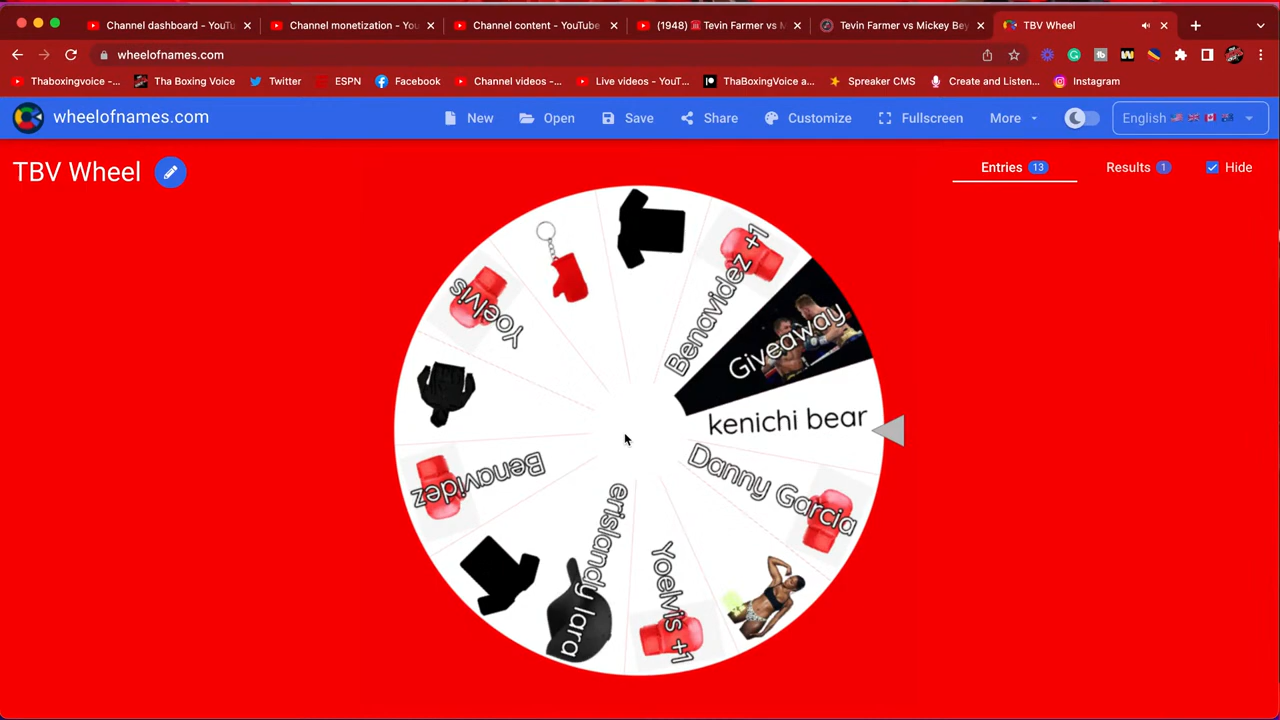 Channel dashboard - YouTu
Channel monetization - You
Channel content - YouTube
(1948) Tevin Farmer vs M
Tevin Farmer vs Mickey Bey
TBV Wheel
wheelofnames.com
Thaboxingvoice -...
Tha Boxing Voice
Twitter
ESPN
Facebook
Channel videos -...
Live videos - YouT...
ThaBoxingVoice a...
Spreaker CMS
Create and Listen...
Instagram
wheelofnames.com
New
Open
Save
Share
Customize
Fullscreen
More
English
TBV Wheel
Entries 13
Results 1
Hide
Benavidez +1
Giveaway
kenichi bear
Danny Garcia
Yoelvis +1
erislandy lara
Benavidez
Yoelvis